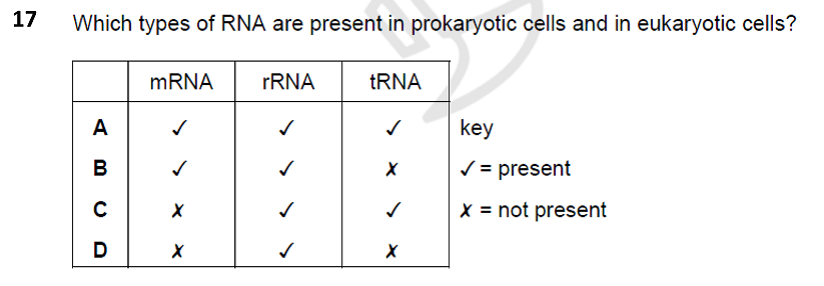 17 Which types of RNA are present in prokaryotic cells and in eukaryotic cells?
mRNA rRNA tRNA
A ✓ ✓ ✓ key
B ✓ ✓ ✗ ✓ = present
C ✗ ✓ ✓ ✗ = not present
D ✗ ✓ ✗